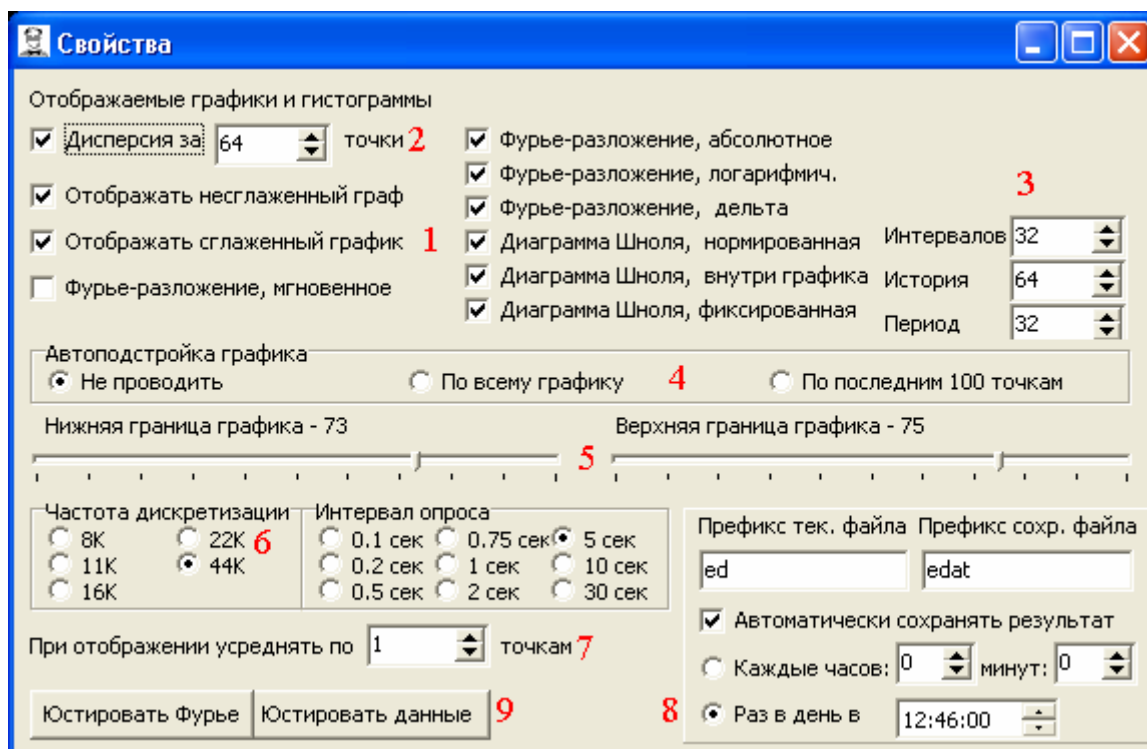 Свойства
Отображаемые графики и гистограммы
Дисперсия за 64 точки 2
Отображать несглаженный граф
Отображать сглаженный график 1
Фурье-разложение, мгновенное
Фурье-разложение, абсолютное
Фурье-разложение, логарифмич.
Фурье-разложение, дельта
Диаграмма Шноля, нормированная
Диаграмма Шноля, внутри графика
Диаграмма Шноля, фиксированная
3
Интервалов 32
История 64
Период 32
Автоподстройка графика
Не проводить По всему графику 4 По последним 100 точкам
Нижняя граница графика - 73 Верхняя граница графика - 75
5
Частота дискретизации
8K 22K 6
11K 44K
16K
Интервал опроса
0.1 сек 0.75 сек 5 сек
0.2 сек 1 сек 10 сек
0.5 сек 2 сек 30 сек
При отображении усреднять по 1 точкам 7
Юстировать Фурье Юстировать данные 9
Префикс тек. файла Префикс сохр. файла
ed edat
Автоматически сохранять результат
Каждые часов: 0 минут: 0
8 Раз в день в 12:46:00